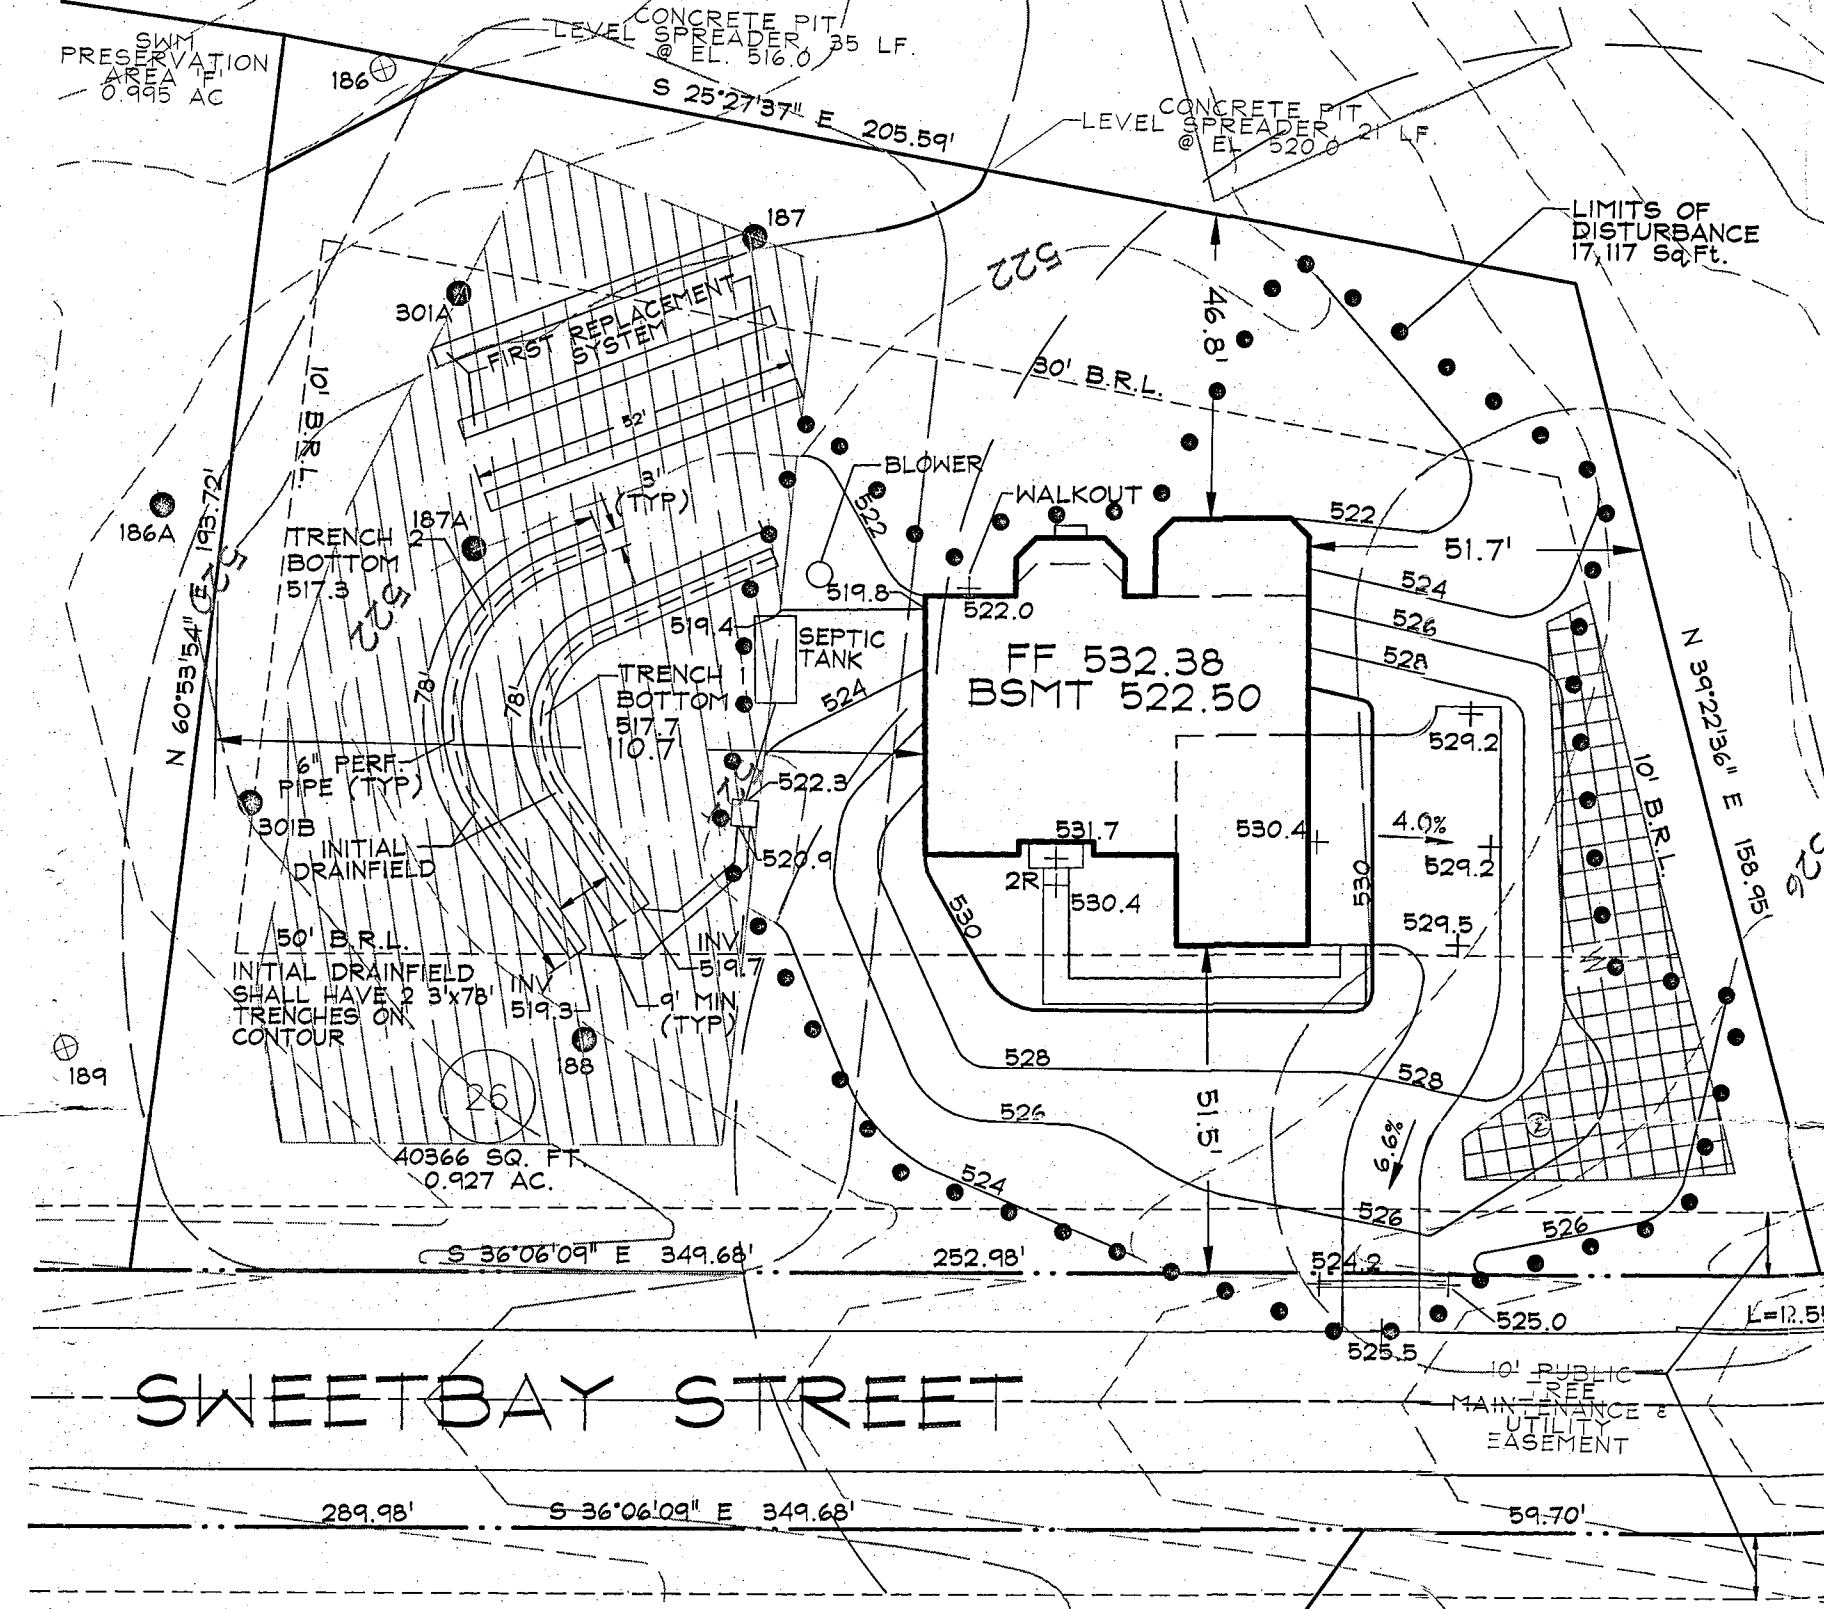 SWM
PRESERVATION
AREA 'F'
0.995 AC
186
CONCRETE PIT
LEVEL SPREADER, 35 LF.
@ EL. 516.0
S 25°27'37" E 205.59'
CONCRETE PIT
LEVEL SPREADER, 21 LF.
@ EL 520.0
LIMITS OF
DISTURBANCE
17,117 Sq.Ft.
187
301A
FIRST REPLACEMENT
SYSTEM
522
46.8'
30' B.R.L.
10' B.R.L.
52'
3'
(TYP)
BLOWER
WALKOUT
522
522
51.7'
186A
N 60°53'54" E 193.72'
522
187A
TRENCH 2
BOTTOM
517.3
522
519.8
522.0
524
526
528
519.4
SEPTIC
TANK
FF 532.38
BSMT 522.50
TRENCH
BOTTOM
517.7
110.7'
78'
78'
524
529.2
N 39°22'36" E 158.95'
10' B.R.L.
6" PERF.
PIPE (TYP)
522.3
301B
INITIAL
DRAINFIELD
520.9
531.7
530.4
4.0%
529.2
526
2R
530.4
530
530
529.5
50' B.R.L.
INITIAL DRAINFIELD
SHALL HAVE 2 3'x78'
TRENCHES ON
CONTOUR
INV.
519.3
INV.
519.7
9' MIN
(TYP)
189
188
26
40366 SQ. FT.
0.927 AC.
528
528
526
51.5'
6.6%
524
526
526
S 36°06'09" E 349.68'
252.98'
524.2
525.0
525.5
10' PUBLIC
TREE
MAINTENANCE &
UTILITY
EASEMENT
SWEETBAY STREET
289.98'
S 36°06'09" E 349.68'
59.70'